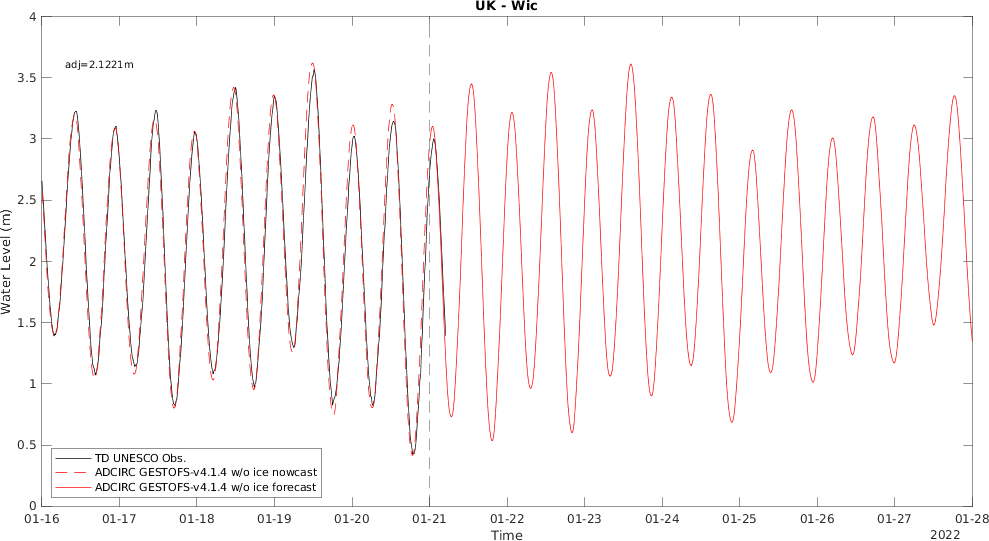 UK - Wic
4
3.5
3
2.5
2
1.5
1
0.5
0
Water Level (m)
adj=2.1221m
TD UNESCO Obs.
ADCIRC GESTOFS-v4.1.4 w/o ice nowcast
ADCIRC GESTOFS-v4.1.4 w/o ice forecast
01-16 01-17 01-18 01-19 01-20 01-21 01-22 01-23 01-24 01-25 01-26 01-27 01-28
Time
2022